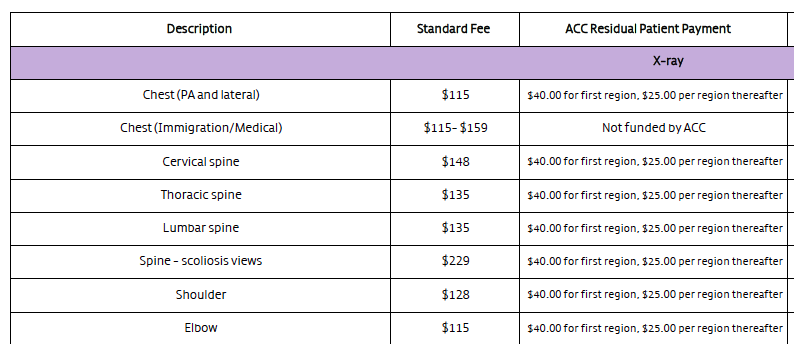 Description Standard Fee ACC Residual Patient Payment
X-ray
Chest (PA and lateral) $115 $40.00 for first region, $25.00 per region thereafter
Chest (Immigration/Medical) $115- $159 Not funded by ACC
Cervical spine $148 $40.00 for first region, $25.00 per region thereafter
Thoracic spine $135 $40.00 for first region, $25.00 per region thereafter
Lumbar spine $135 $40.00 for first region, $25.00 per region thereafter
Spine - scoliosis views $229 $40.00 for first region, $25.00 per region thereafter
Shoulder $128 $40.00 for first region, $25.00 per region thereafter
Elbow $115 $40.00 for first region, $25.00 per region thereafter